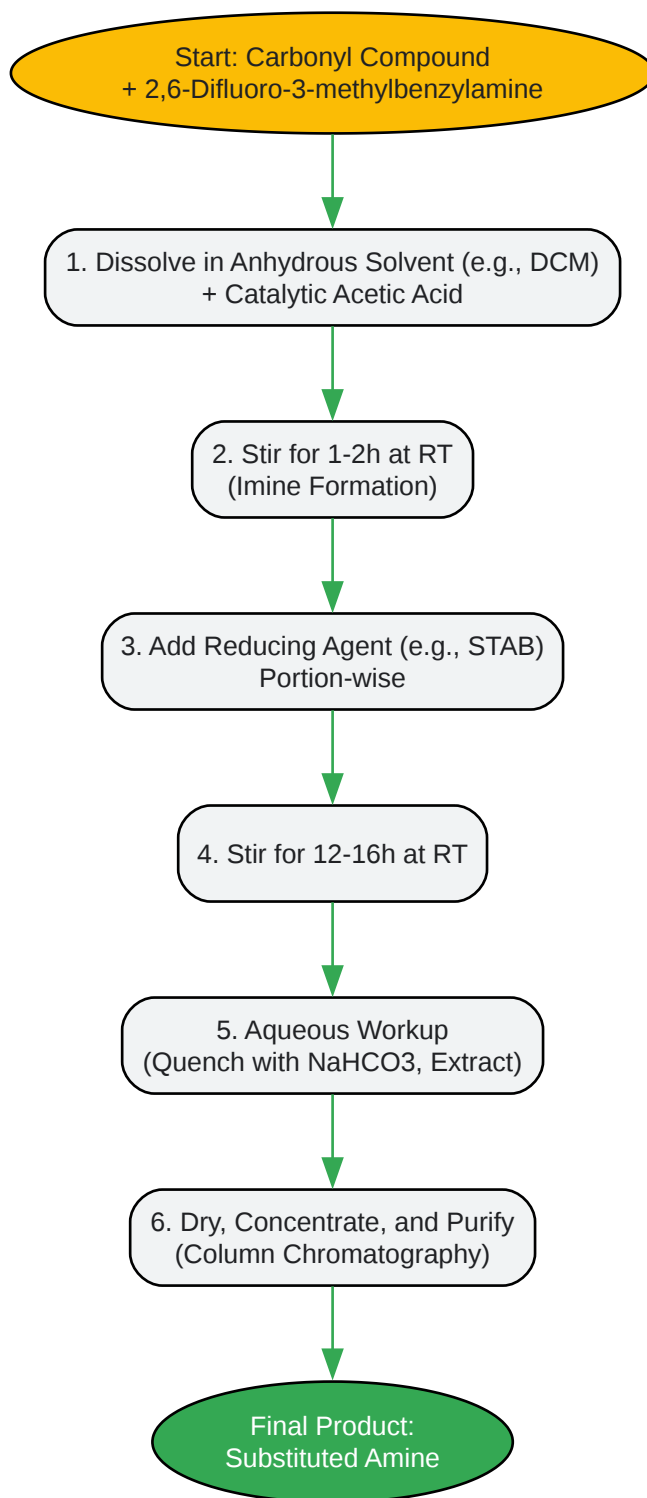 Start: Carbonyl Compound
+ 2,6-Difluoro-3-methylbenzylamine
1. Dissolve in Anhydrous Solvent (e.g., DCM)
+ Catalytic Acetic Acid
2. Stir for 1-2h at RT
(Imine Formation)
3. Add Reducing Agent (e.g., STAB)
Portion-wise
4. Stir for 12-16h at RT
5. Aqueous Workup
(Quench with NaHCO3, Extract)
6. Dry, Concentrate, and Purify
(Column Chromatography)
Final Product:
Substituted Amine